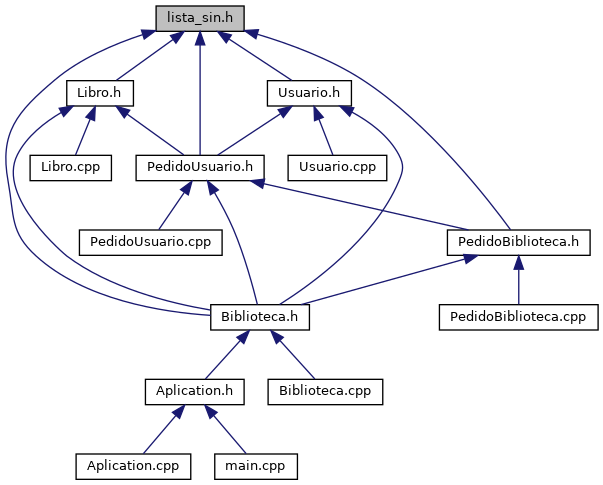 lista_sin.h
Libro.h
Usuario.h
Libro.cpp
PedidoUsuario.h
Usuario.cpp
PedidoUsuario.cpp
PedidoBiblioteca.h
Biblioteca.h
PedidoBiblioteca.cpp
Aplication.h
Biblioteca.cpp
Aplication.cpp
main.cpp